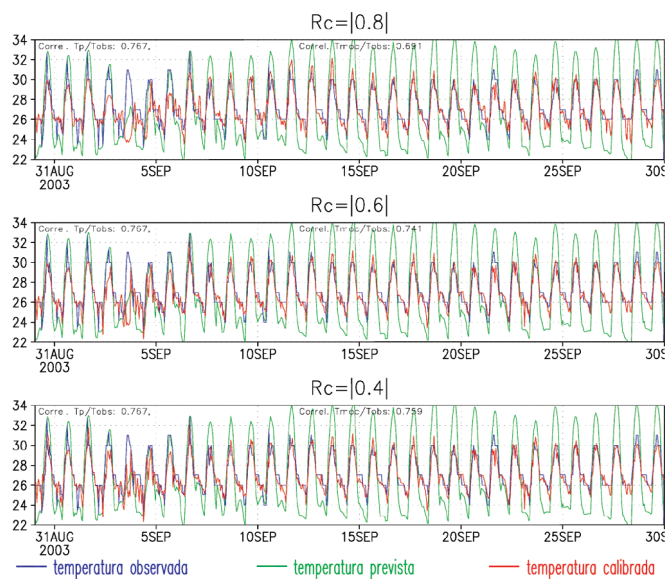 Rc=|0.8|
34 Corre. Tp/Tobs: 0.767, Correl. Tmoc/Tobs: 0.691
32
30
28
26
24
22
31AUG 5SEP 10SEP 15SEP 20SEP 25SEP 30S
2003
Rc=|0.6|
34 Corre. Tp/Tobs: 0.767, Correl. Tmoc/Tobs: 0.741
32
30
28
26
24
22
31AUG 5SEP 10SEP 15SEP 20SEP 25SEP 30S
2003
Rc=|0.4|
34 Corre. Tp/Tobs: 0.767, Correl. Tmoc/Tobs: 0.759
32
30
28
26
24
22
31AUG 5SEP 10SEP 15SEP 20SEP 25SEP 30S
2003
temperatura observada temperatura prevista temperatura calibrada